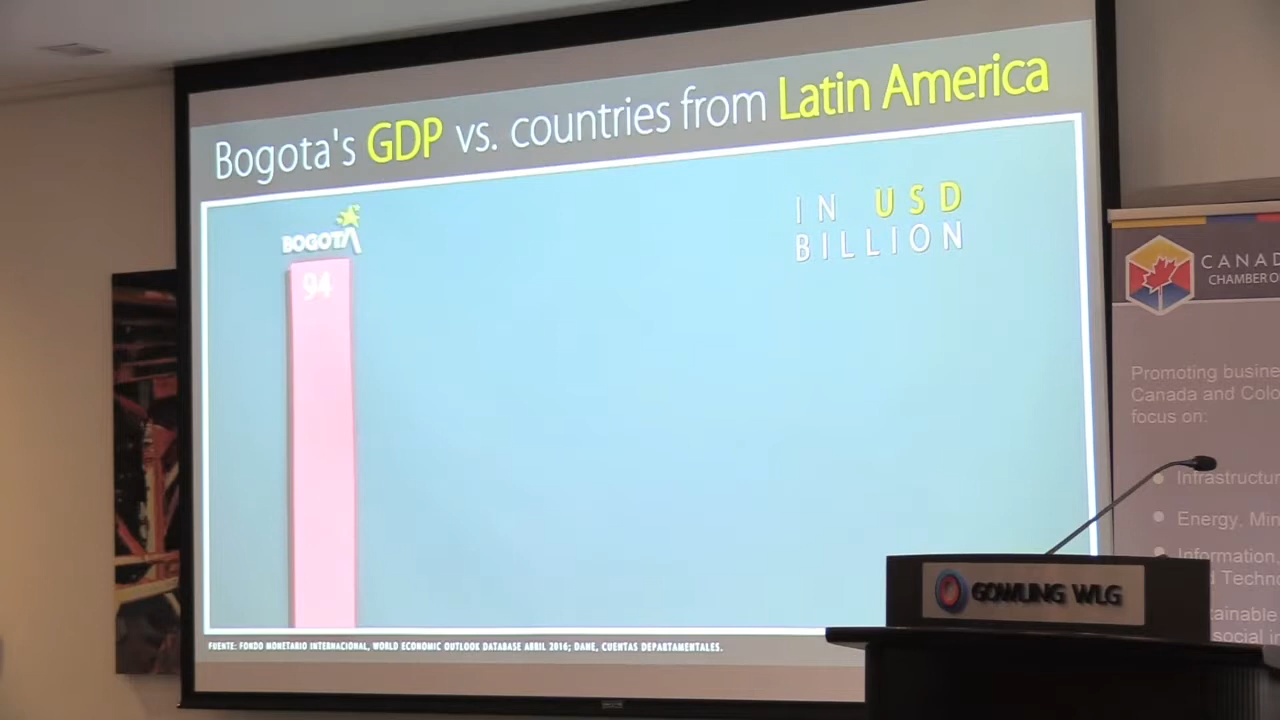 Bogota's GDP vs. countries from Latin America
IN USD
BILLION
BOGOTA
94
FUENTE: FONDO MONETARIO INTERNACIONAL, WORLD ECONOMIC OUTLOOK DATABASE ABRIL 2016; DANE, CUENTAS DEPARTAMENTALES.
CANAD
CHAMBER O
Promoting busine
Canada and Colo
focus on:
Infrastructur
Energy, Min
Information,
d Techno
tainable
social in
GOWLING WLG